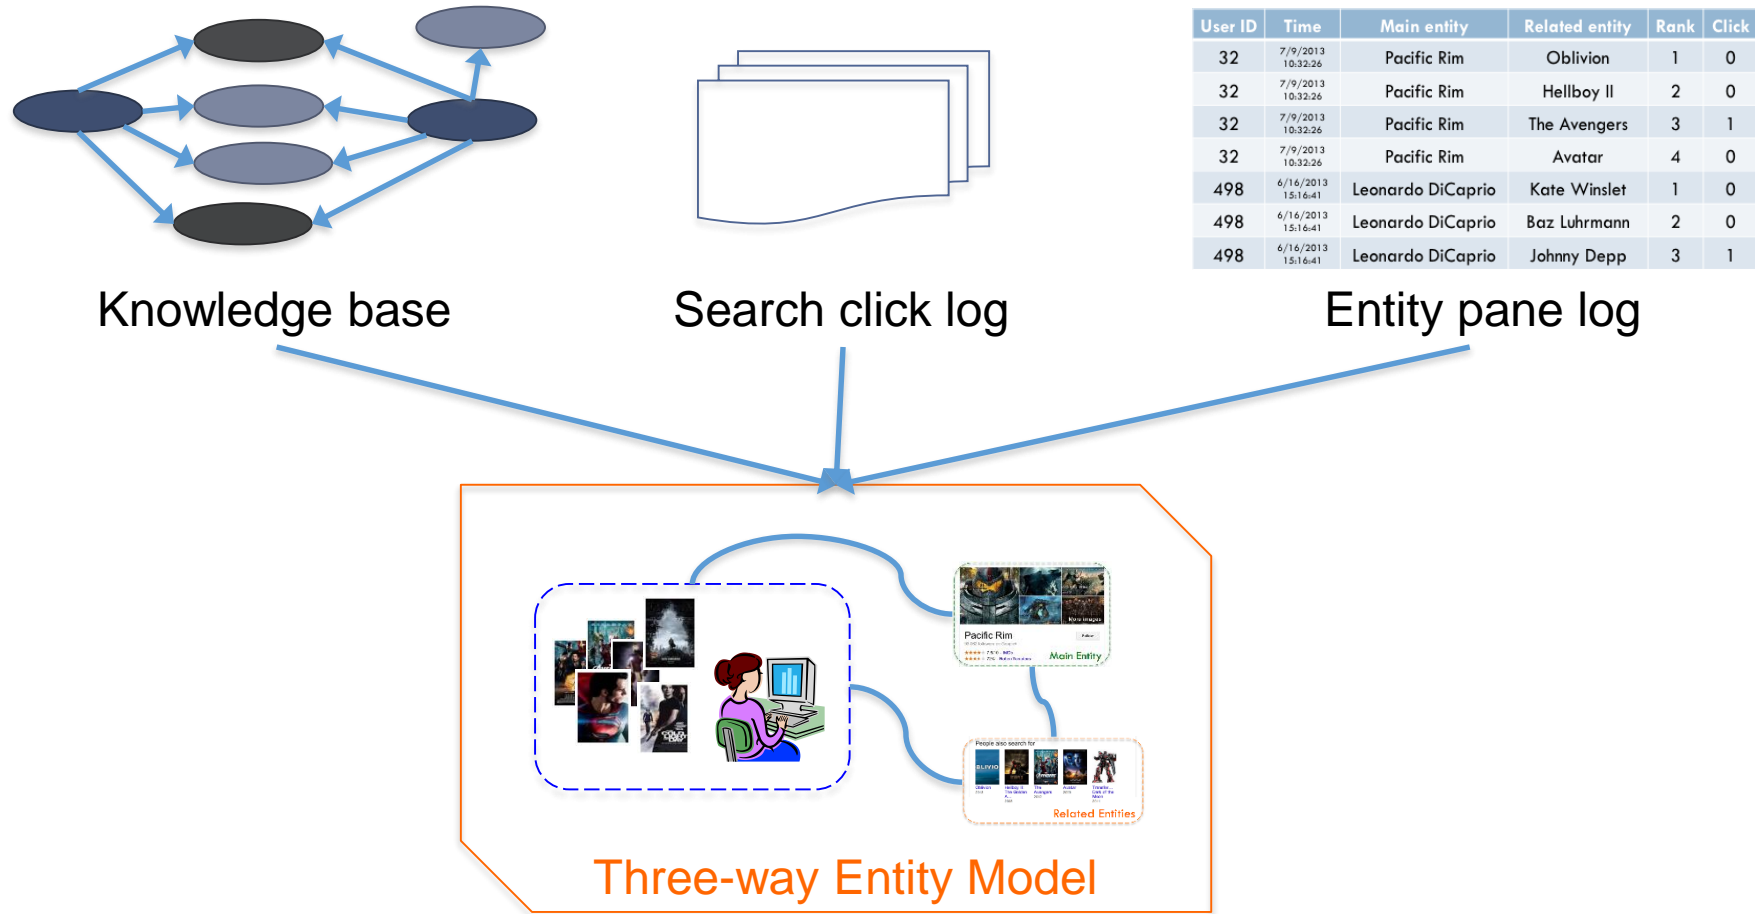 User ID Time Main entity Related entity Rank Click
32 7/9/2013 10:32:26 Pacific Rim Oblivion 1 0
32 7/9/2013 10:32:26 Pacific Rim Hellboy II 2 0
32 7/9/2013 10:32:26 Pacific Rim The Avengers 3 1
32 7/9/2013 10:32:26 Pacific Rim Avatar 4 0
498 6/16/2013 15:16:41 Leonardo DiCaprio Kate Winslet 1 0
498 6/16/2013 15:16:41 Leonardo DiCaprio Baz Luhrmann 2 0
498 6/16/2013 15:16:41 Leonardo DiCaprio Johnny Depp 3 1
Knowledge base Search click log Entity pane log
More images
Pacific Rim
Main Entity
People also search for
Oblivion
The Avengers
Avatar
Related Entities
Three-way Entity Model